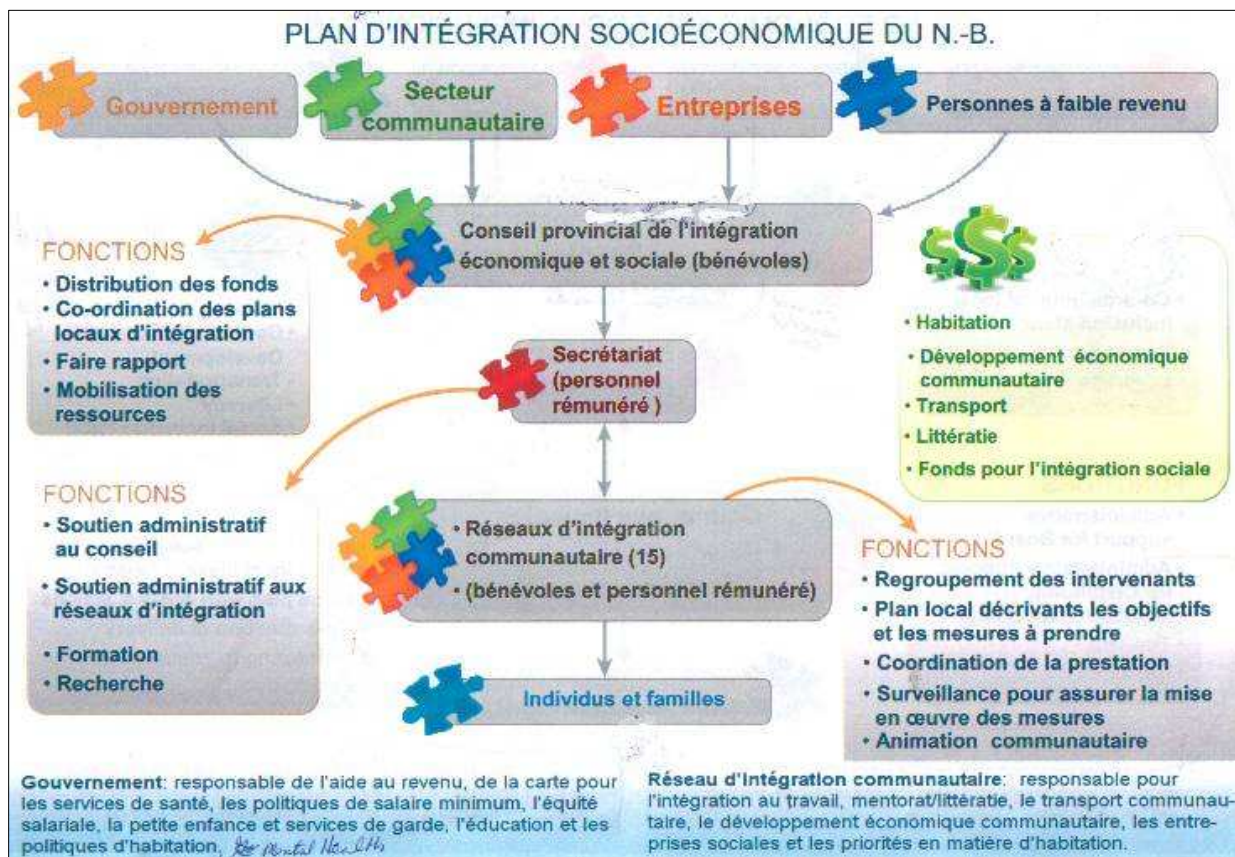 PLAN D'INTÉGRATION SOCIOÉCONOMIQUE DU N.-B.
Gouvernement
Secteur
communautaire
Entreprises
Personnes à faible revenu
Conseil provincial de l'intégration
économique et sociale (bénévoles)
FONCTIONS
• Distribution des fonds
• Co-ordination des plans
locaux d'intégration
• Faire rapport
• Mobilisation des
ressources
• Habitation
• Développement économique
communautaire
• Transport
• Littératie
• Fonds pour l'intégration sociale
Secrétariat
(personnel
rémunéré )
FONCTIONS
• Soutien administratif
au conseil
• Soutien administratif aux
réseaux d'intégration
• Formation
• Recherche
• Réseaux d'intégration
communautaire (15)
• (bénévoles et personnel rémunéré)
FONCTIONS
• Regroupement des intervenants
• Plan local décrivants les objectifs
et les mesures à prendre
• Coordination de la prestation
• Surveillance pour assurer la mise
en œuvre des mesures
• Animation communautaire
Individus et familles
Gouvernement: responsable de l'aide au revenu, de la carte pour
les services de santé, les politiques de salaire minimum, l'équité
salariale, la petite enfance et services de garde, l'éducation et les
politiques d'habitation, Mental Health
Réseau d'Intégration communautaire: responsable pour
l'intégration au travail, mentorat/littératie, le transport communau-
taire, le développement économique communautaire, les entre-
prises sociales et les priorités en matière d'habitation.